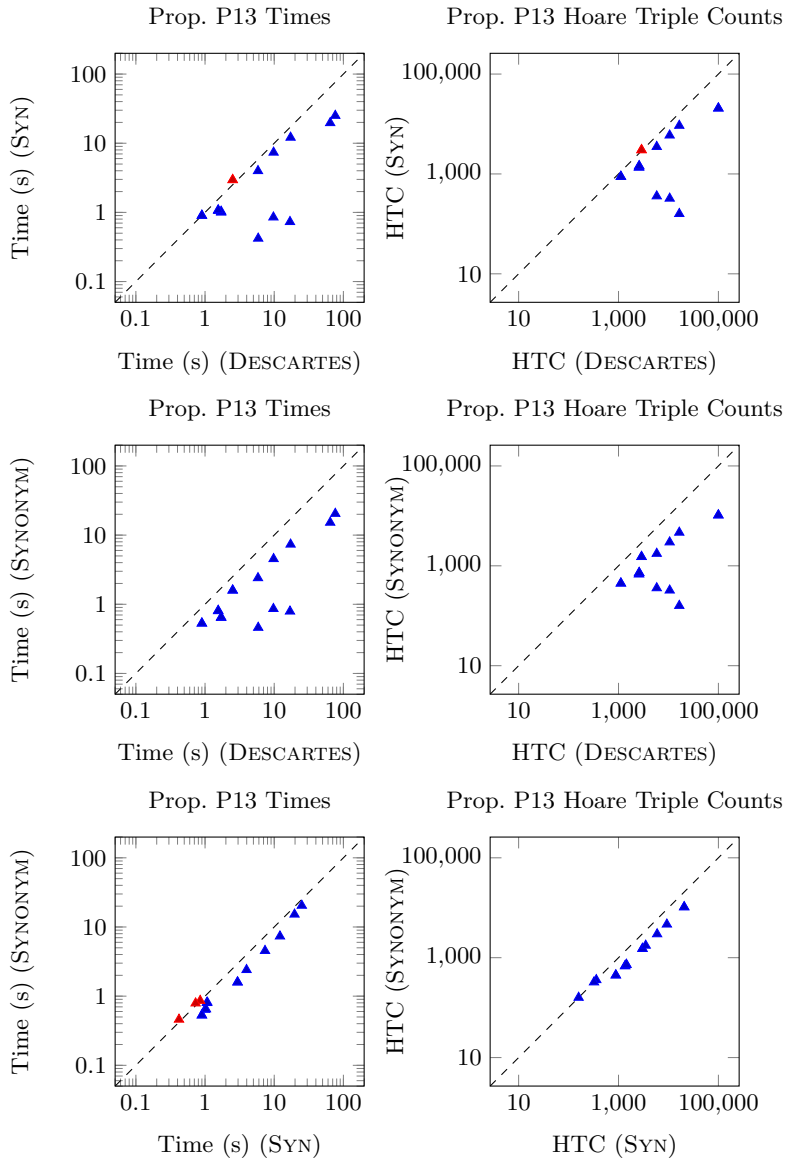 Prop. P13 Times
100
10
1
0.1
0.1 1 10 100
Time (s) (SYN)
Time (s) (DESCARTES)
Prop. P13 Hoare Triple Counts
100,000
1,000
10
10 1,000 100,000
HTC (SYN)
HTC (DESCARTES)
Prop. P13 Times
100
10
1
0.1
0.1 1 10 100
Time (s) (SYNONYM)
Time (s) (DESCARTES)
Prop. P13 Hoare Triple Counts
100,000
1,000
10
10 1,000 100,000
HTC (SYNONYM)
HTC (DESCARTES)
Prop. P13 Times
100
10
1
0.1
0.1 1 10 100
Time (s) (SYNONYM)
Time (s) (SYN)
Prop. P13 Hoare Triple Counts
100,000
1,000
10
10 1,000 100,000
HTC (SYNONYM)
HTC (SYN)